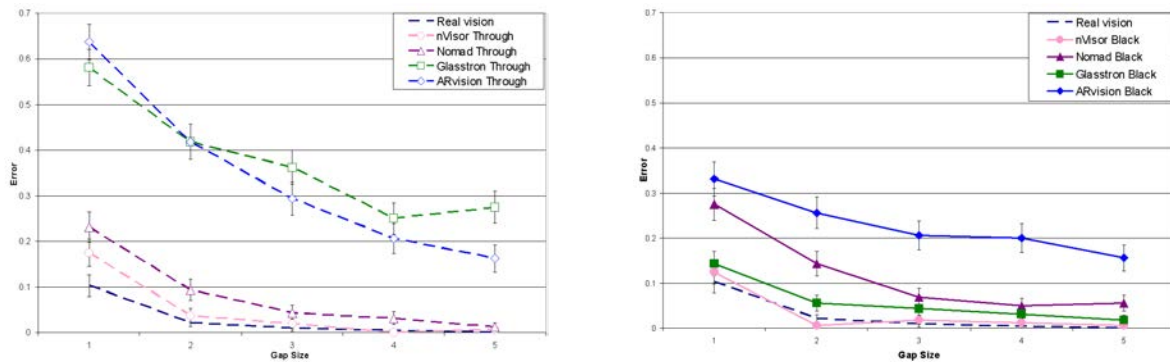 0.7
0.6
0.5
0.4
0.3
0.2
0.1
0
Error
1 2 3 4 5
Gap Size
Real vision
nVisor Through
Nomad Through
Glasstron Through
ARvision Through
0.7
0.6
0.5
0.4
0.3
0.2
0.1
0
Error
1 2 3 4 5
Gap Size
Real vision
nVisor Black
Nomad Black
Glasstron Black
ARvision Black